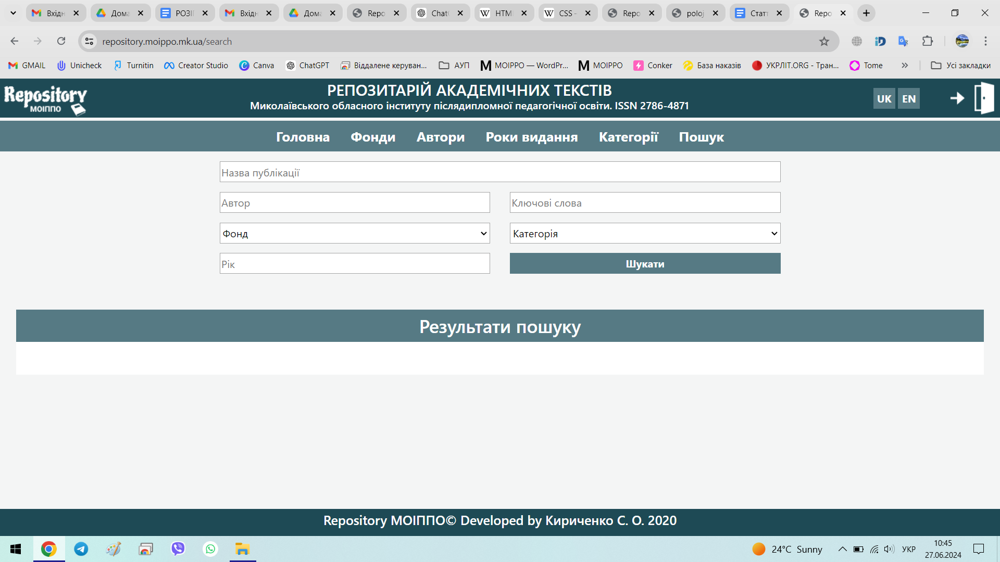 Вхідн
Дома
РОЗІ
Вхідн
Дома
Repo
Chat
HTM
CSS -
Repo
poloj
Статт
Repo
repository.moippo.mk.ua/search
GMAIL
Unicheck
Turnitin
Creator Studio
Canva
ChatGPT
Віддалене керуван...
АУП
MOIPPO — WordPr...
MOIPPO
Conker
База наказів
УКРЛІТ.ORG - Тран...
Tome
Усі закладки
Repository
МОІППО
РЕПОЗИТАРІЙ АКАДЕМІЧНИХ ТЕКСТІВ
Миколаївського обласного інституту післядипломної педагогічної освіти. ISSN 2786-4871
UK EN
Головна Фонди Автори Роки видання Категорії Пошук
Назва публікації
Автор
Ключові слова
Фонд
Категорія
Рік
Шукати
Результати пошуку
Repository МОІППО© Developed by Кириченко С. О. 2020
24°C Sunny
УКР
10:45
27.06.2024